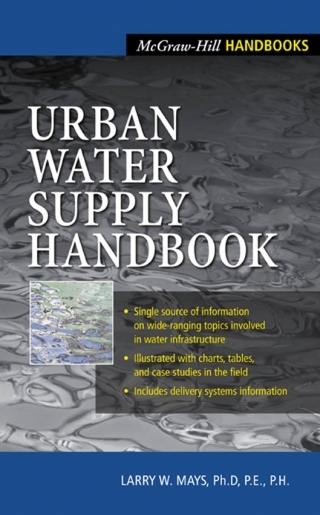 McGraw-Hill HANDBOOKS
URBAN
WATER
SUPPLY
HANDBOOK
• Single source of information
on wide-ranging topics involved
in water infrastructure
• Illustrated with charts, tables,
and case studies in the field
• Includes delivery systems information
LARRY W. MAYS, Ph.D, P.E., P.H.